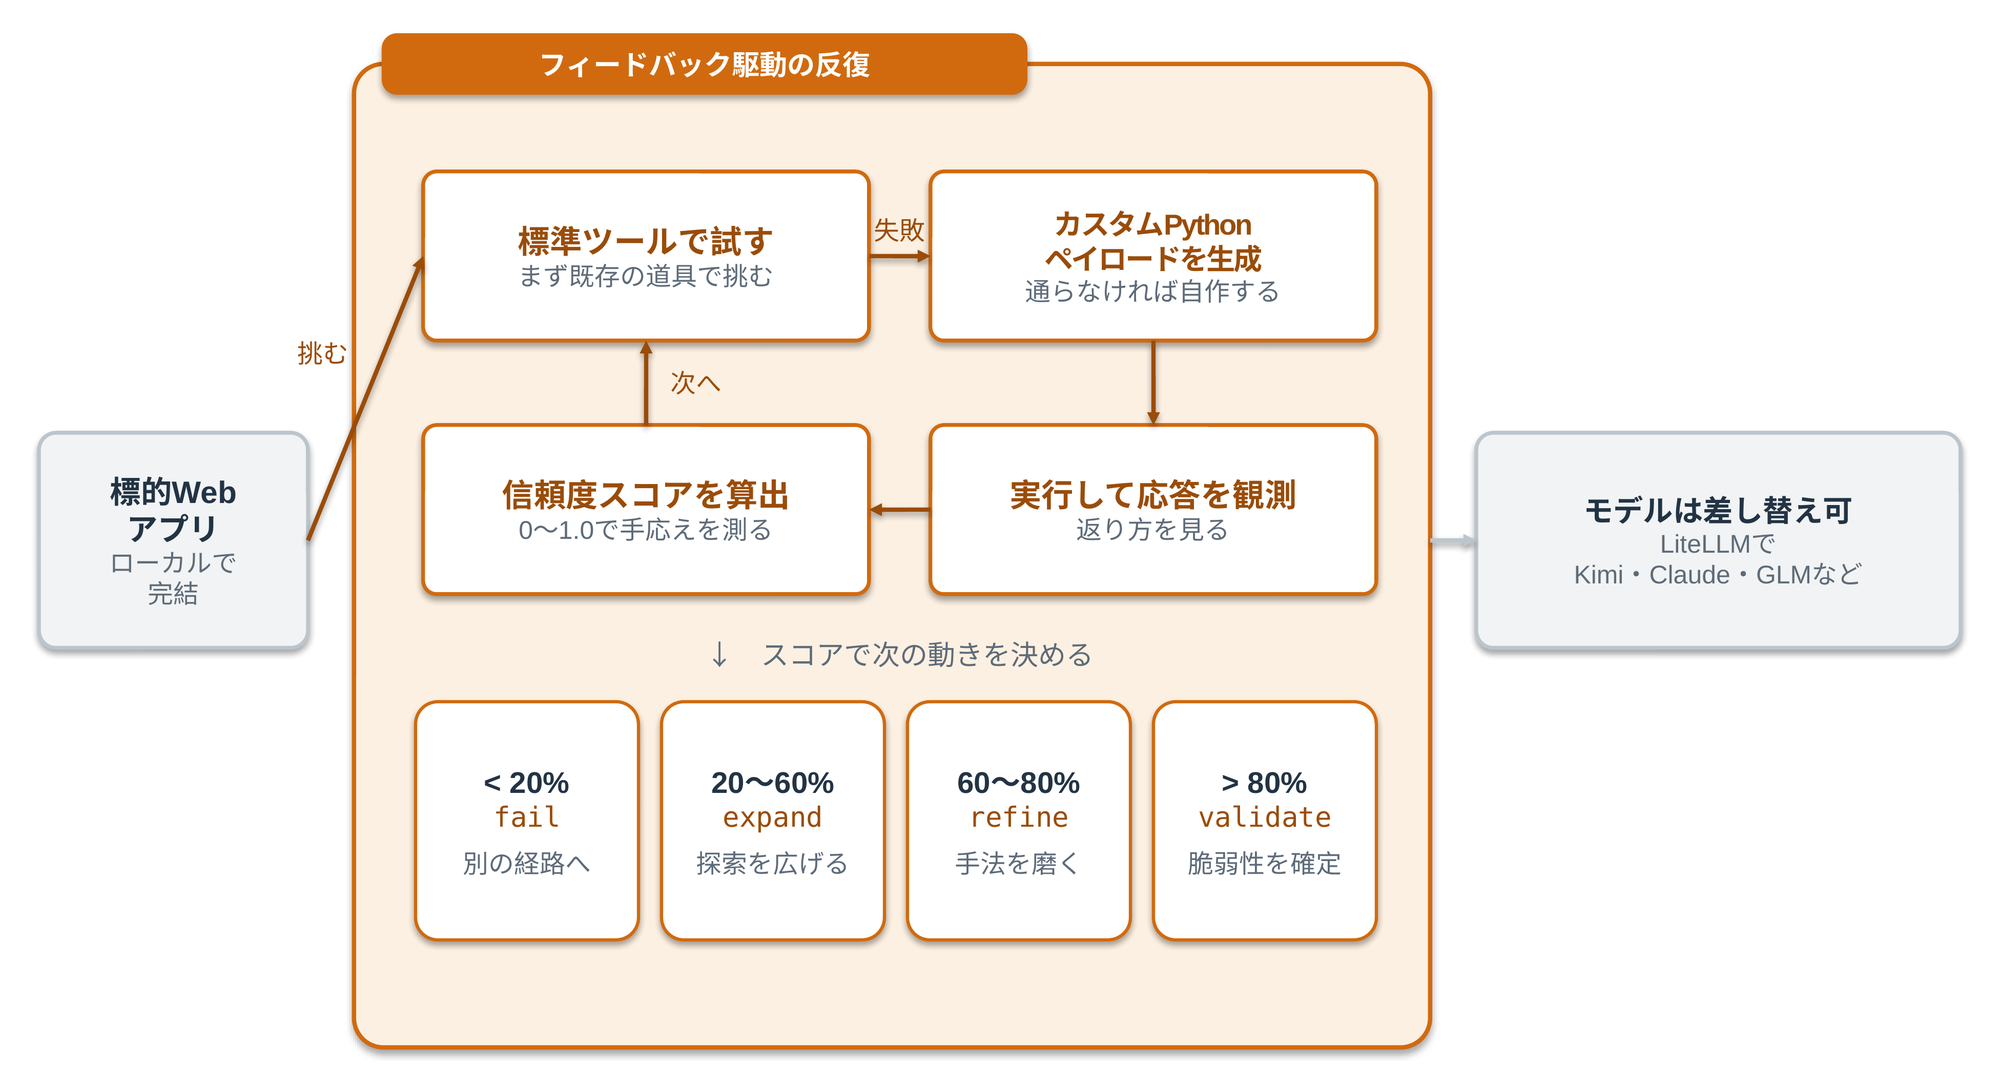 フィードバック駆動の反復
標準ツールで試す
まず既存の道具で挑む
失敗
カスタムPython
ペイロードを生成
通らなければ自作する
挑む
次へ
標的Web
アプリ
ローカルで
完結
信頼度スコアを算出
0〜1.0で手応えを測る
実行して応答を観測
返り方を見る
モデルは差し替え可
LiteLLMで
Kimi・Claude・GLMなど
↓ スコアで次の動きを決める
< 20%
fail
別の経路へ
20〜60%
expand
探索を広げる
60〜80%
refine
手法を磨く
> 80%
validate
脆弱性を確定